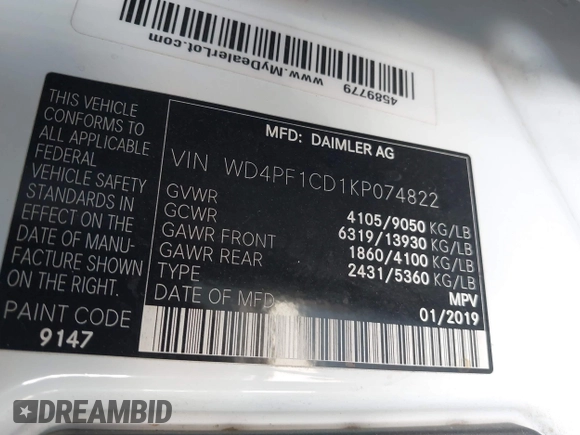 4589779
www.MyDealerLot.com
THIS VEHICLE
CONFORMS TO
ALL APPLICABLE
FEDERAL
VEHICLE SAFETY
STANDARDS IN
EFFECT ON THE
DATE OF MANU-
FACTURE SHOWN
ON THE RIGHT.
PAINT CODE
9147
MFD: DAIMLER AG
VIN WD4PF1CD1KP074822
GVWR 4105/9050 KG/LB
GCWR 6319/13930 KG/LB
GAWR FRONT 1860/4100 KG/LB
GAWR REAR 2431/5360 KG/LB
TYPE MPV
DATE OF MFD 01/2019
DREAMBID